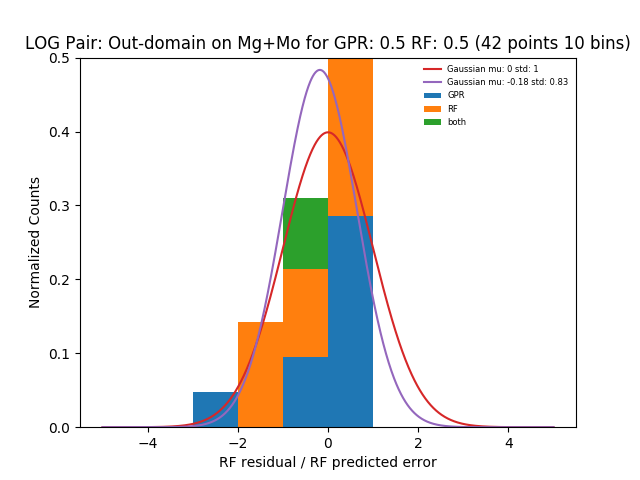 LOG Pair: Out-domain on Mg+Mo for GPR: 0.5 RF: 0.5 (42 points 10 bins)
Gaussian mu: 0 std: 1
Gaussian mu: -0.18 std: 0.83
GPR
RF
both
Normalized Counts
0.5
0.4
0.3
0.2
0.1
0.0
−4 −2 0 2 4
RF residual / RF predicted error